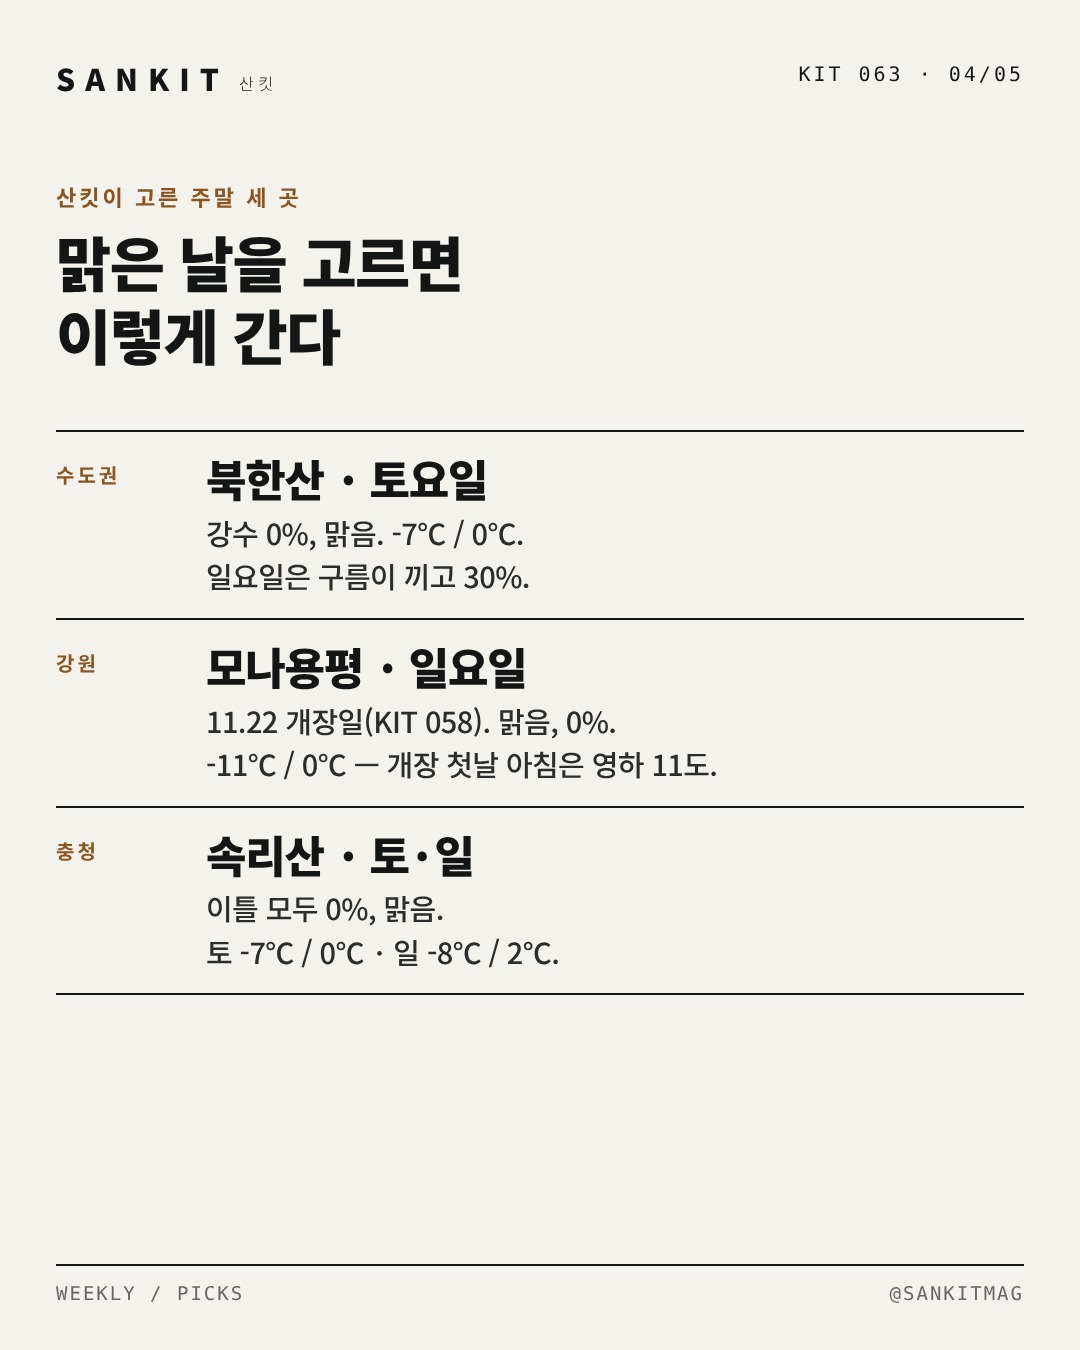 SANKIT 산킷
KIT 063 · 04/05
산킷이 고른 주말 세 곳
맑은 날을 고르면
이렇게 간다
수도권
북한산 · 토요일
강수 0%, 맑음. -7°C / 0°C.
일요일은 구름이 끼고 30%.
강원
모나용평 · 일요일
11.22 개장일(KIT 058). 맑음, 0%.
-11°C / 0°C — 개장 첫날 아침은 영하 11도.
충청
속리산 · 토·일
이틀 모두 0%, 맑음.
토 -7°C / 0°C · 일 -8°C / 2°C.
WEEKLY / PICKS
@SANKITMAG